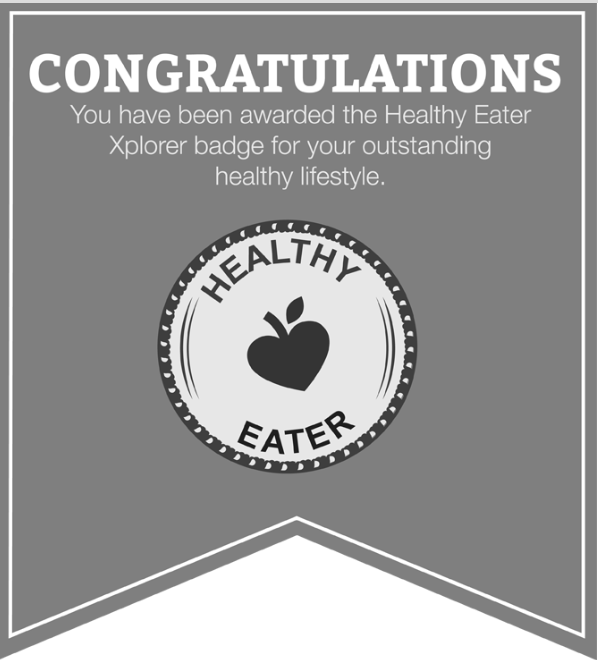 CONGRATULATIONS
You have been awarded the Healthy Eater
Xplorer badge for your outstanding
healthy lifestyle.
HEALTHY
EATER